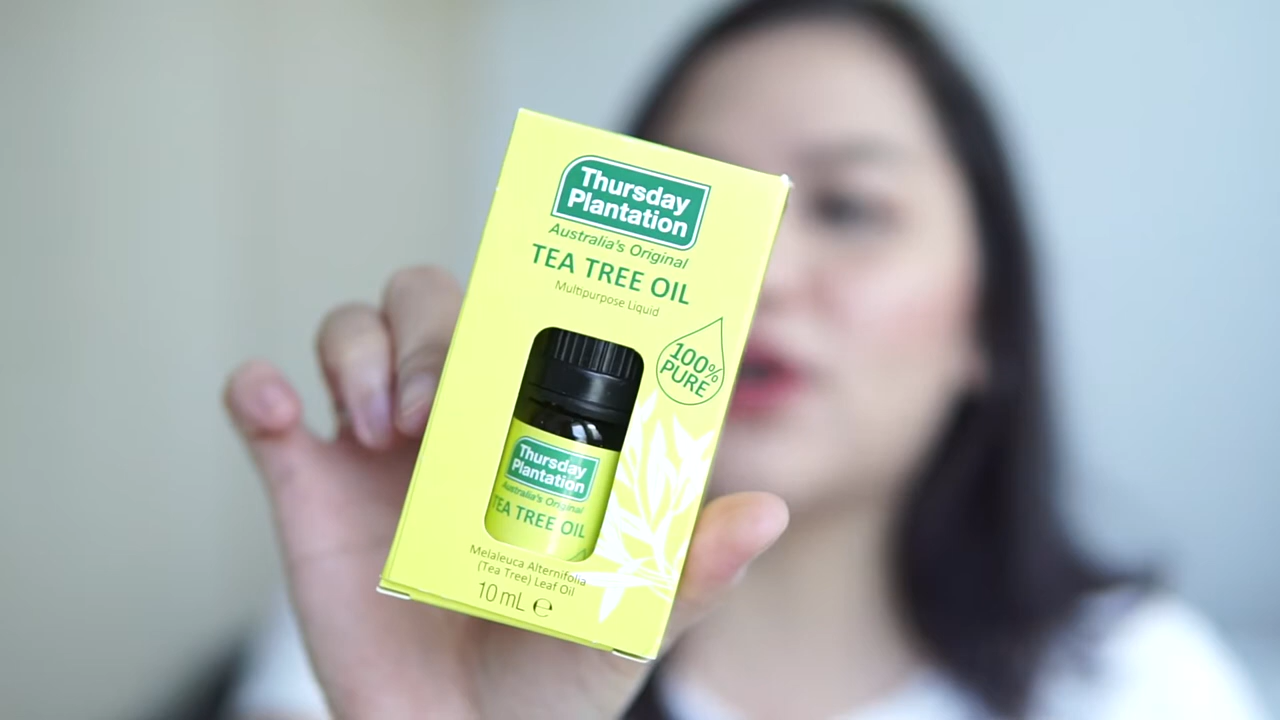 Thursday
Plantation
Australia's Original
TEA TREE OIL
Multipurpose Liquid
100%
PURE
Thursday
Plantation
Australia's Original
TEA TREE OIL
Melaleuca Alternifolia
(Tea Tree) Leaf Oil
10 mL ℮